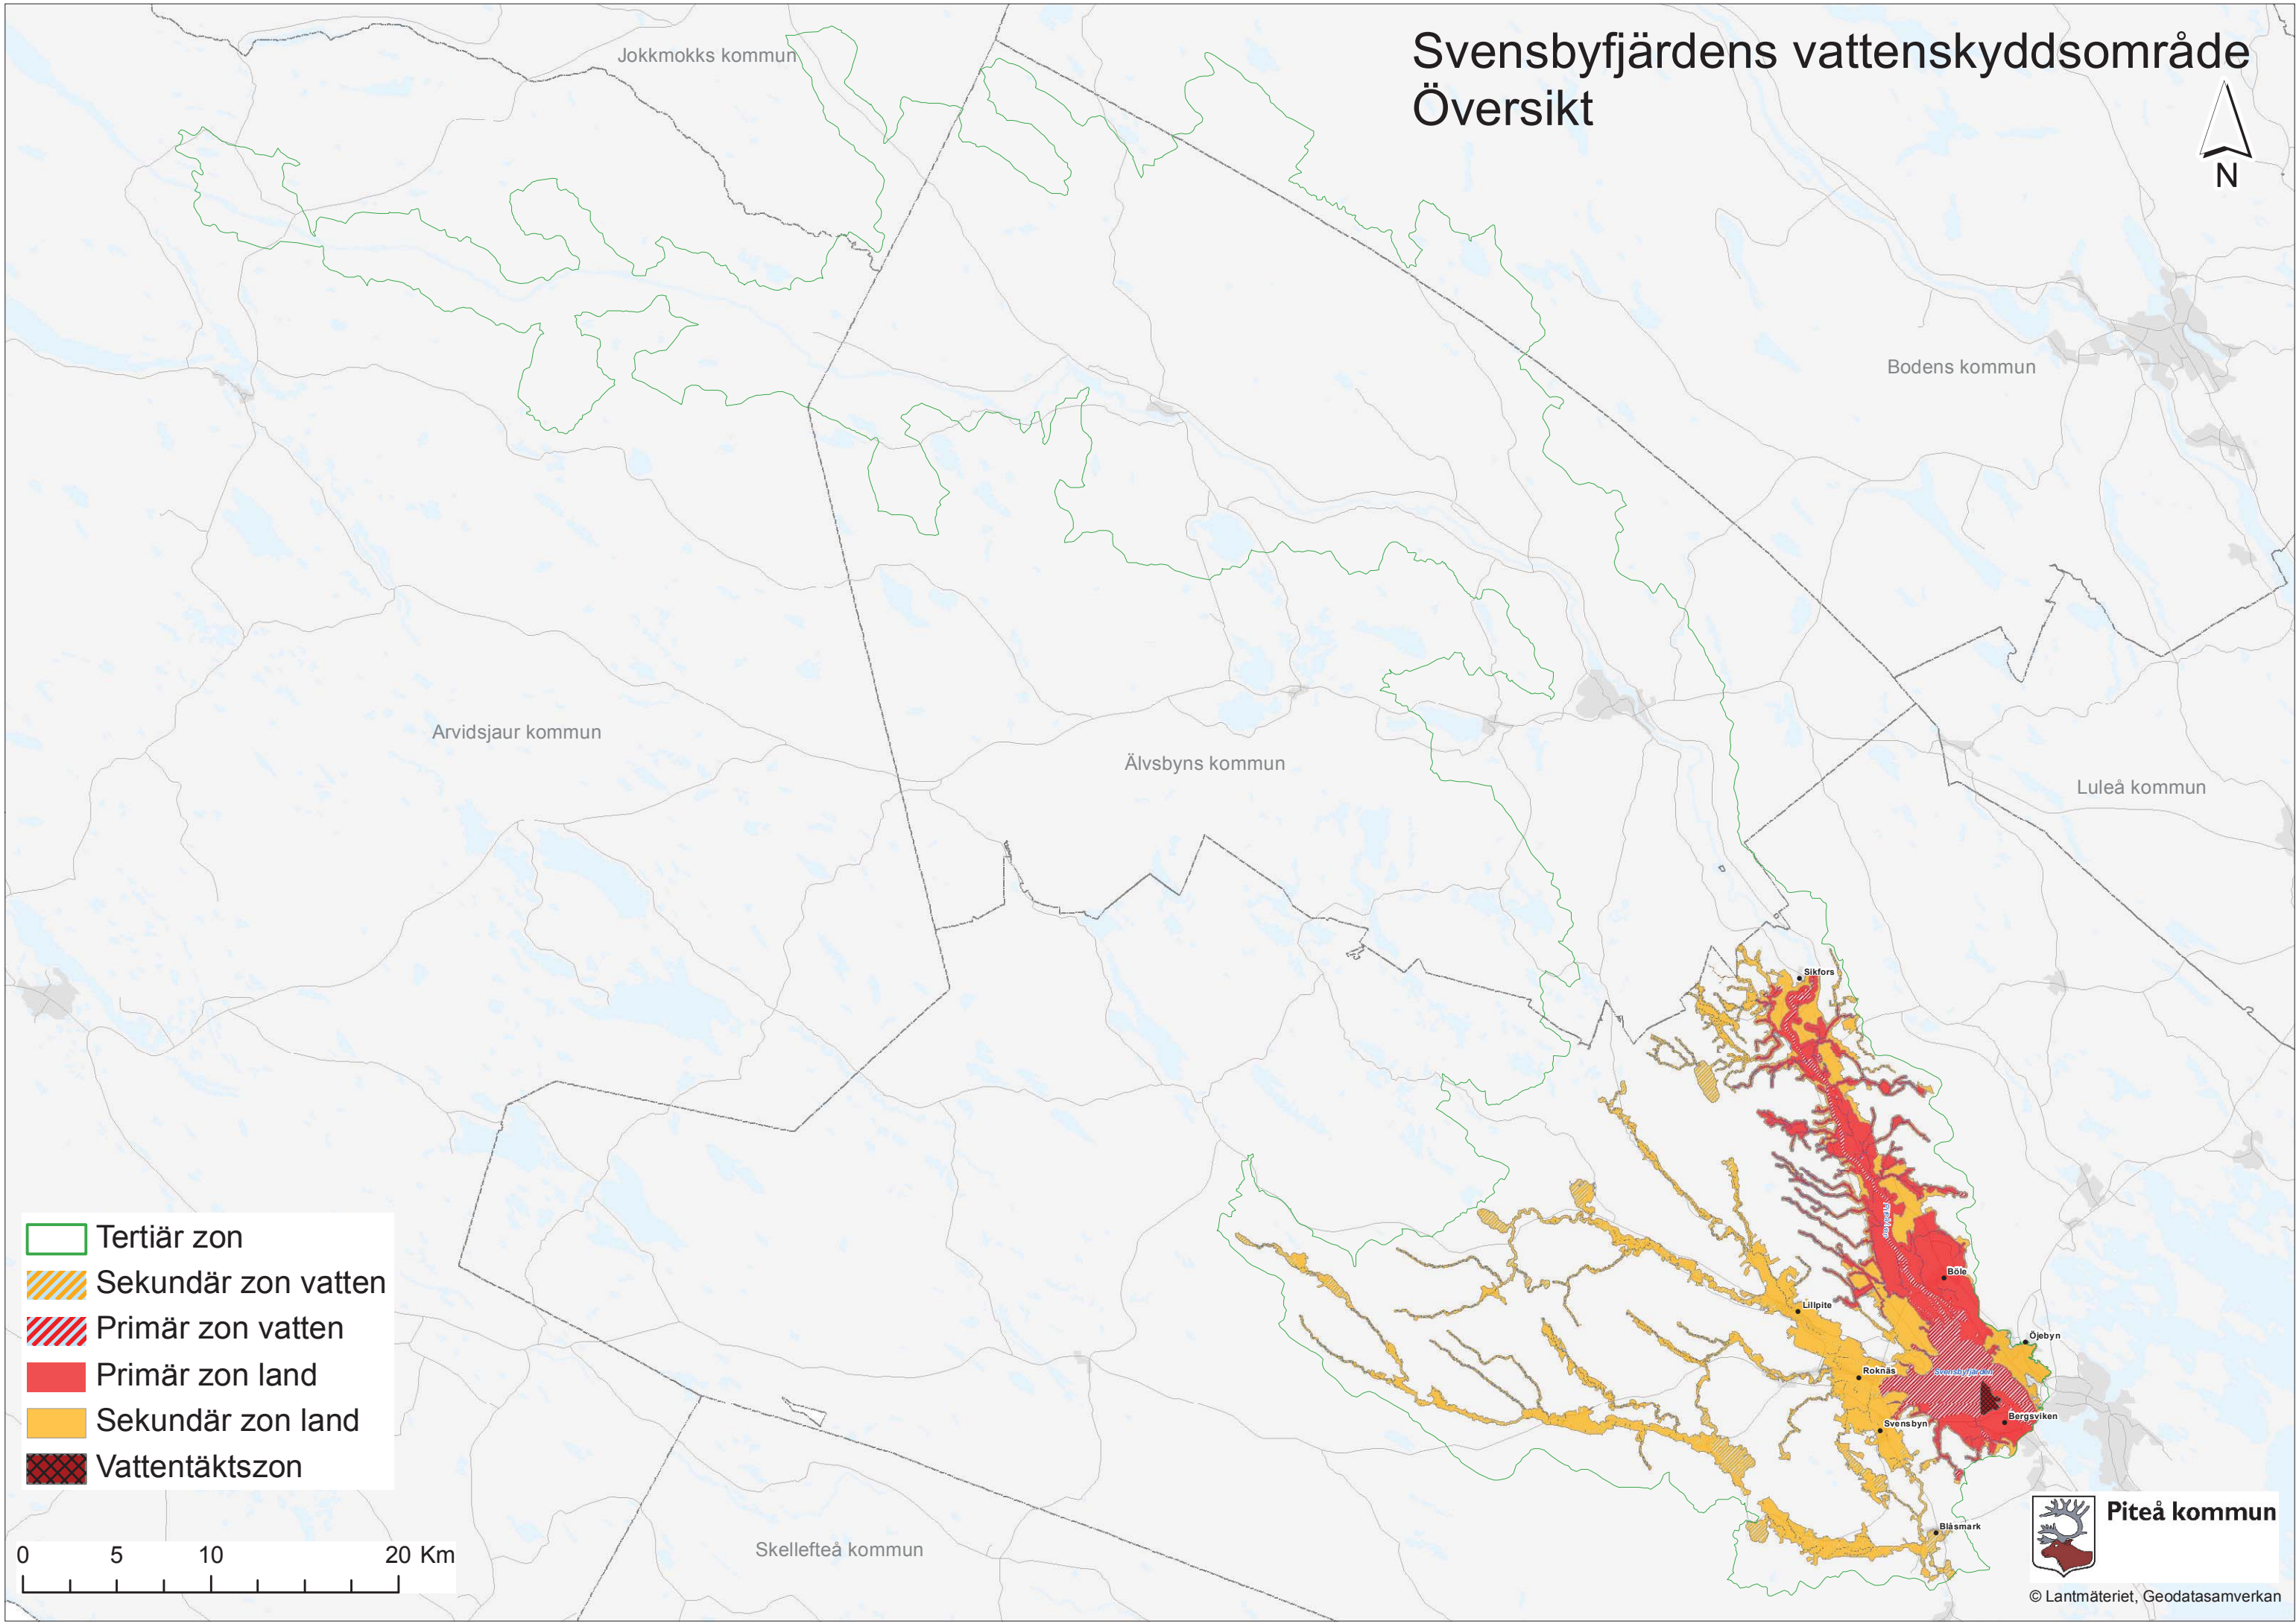 Svensbyfjärdens vattenskyddsområde
Översikt
N
Jokkmokks kommun
Bodens kommun
Arvidsjaur kommun
Älvsbyns kommun
Luleå kommun
Sikfors
Böle
Lillpite
Öjebyn
Roknäs
Svensbyfjärden
Bergsviken
Svensbyn
Blåsmark
Skellefteå kommun
Tertiär zon
Sekundär zon vatten
Primär zon vatten
Primär zon land
Sekundär zon land
Vattentäktszon
0 5 10 20 Km
Piteå kommun
© Lantmäteriet, Geodatasamverkan